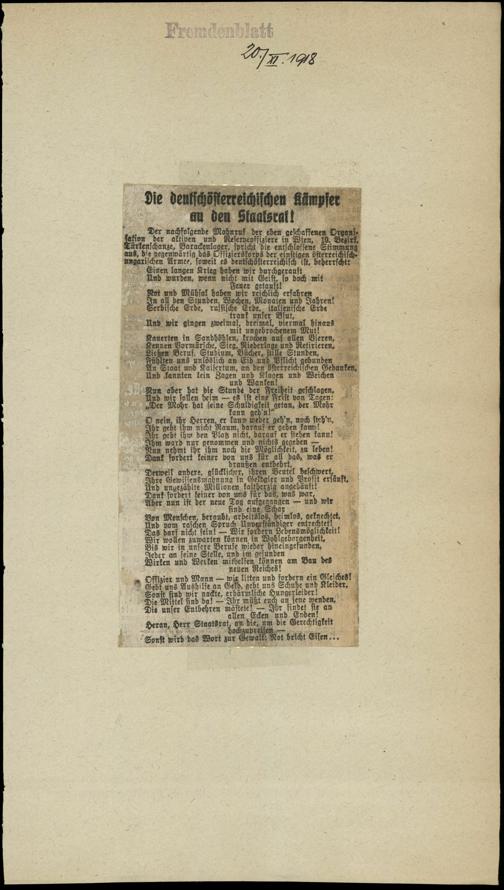 Fremdenblatt
20./XI. 1918
Die deutschösterreichischen Kämpfer
an den Staatsrat!
Der nachfolgende Mahnruf der eben geschaffenen Organi-
sation der aktiven und Reserveoffiziere in Wien, 19. Bezirk,
Türkenschanze, Barackenlager, spricht die entschlossene Stimmung
aus, die gegenwärtig das Offizierskorps der einstigen österreichisch-
ungarischen Armee, soweit es deutschösterreichisch ist, beherrscht:
Einen langen Krieg haben wir durchgerauft
Und wurden, wenn nicht mit Geist, so doch mit
Feuer getauft!
Not und Mühsal haben wir reichlich erfahren
In all den Stunden, Wochen, Monaten und Jahren!
Serbische Erde, russische Erde, italienische Erde
trank unser Blut,
Und wir gingen zweimal, dreimal, viermal hinaus
mit ungebrochenem Mut!
Kauerten in Sandhöhlen, krochen auf allen Vieren,
Kennen Vormärsche, Sieg, Niederlage und Retirieren,
Ließen Beruf, Studium, Bücher, stille Stunden,
Fühlten uns unlöslich an Eid und Pflicht gebunden
An Staat und Kaisertum, an den österreichischen Gedanken,
Und kannten kein Zagen und Klagen und Weichen
und Wanken!
Nun aber hat die Stunde der Freiheit geschlagen,
Und wir sollen heim — es ist eine Frist von Tagen:
„Der Mohr hat seine Schuldigkeit getan, der Mohr
kann geh'n!“
O nein, ihr Herren, er kann weder geh'n, noch steh'n,
Ihr gebt ihm nicht Raum, darauf er gehen kann!
Ihr gebt ihm den Platz nicht, darauf er stehen kann!
Ihm ward nur genommen und nichts gegeben —
Nun nehmt ihr ihm noch die Möglichkeit, zu leben!
Dank fordert keiner von uns für all das, was er
draußen entbehrt,
Derweil andere, glücklicher, ihren Beutel beschwert,
Ihre Gewissensmahnung in Geldgier und Profit ersäuft,
Und ungezählte Millionen kaltherzig angehäuft!
Dank fordert keiner von uns für das, was war,
Aber nun ist der neue Tag aufgegangen — und wir
sind eine Schar
Von Menschen, beraubt, arbeitslos, heimlos, geknechtet,
Und vom raschen Spruch Unverständiger entrechtet!
Das darf nicht sein! — Wir fordern Lebensmöglichkeit!
Wir wollen zuwarten können in Wohlgeborgenheit,
Bis wir in unsere Berufe wieder hineingefunden,
Jeder an seine Stelle, und im gesunden
Wirken und Werken mithelfen können am Bau des
neuen Reiches!
Offizier und Mann — wir litten und fordern ein Gleiches!
Gebt uns Aushilfe an Geld, gebt uns Schuhe und Kleider,
Sonst sind wir nackte, erbärmliche Hungerleider!
Die Mittel sind da! — Ihr müßt euch an jene wenden,
Die unser Entbehren mästete! — Ihr findet sie an
allen Ecken und Enden!
Heran, Herr Staatsrat, an die, um die Gerechtigkeit
hochzupreisen —
Sonst wird das Wort zur Gewalt: Not bricht Eisen...